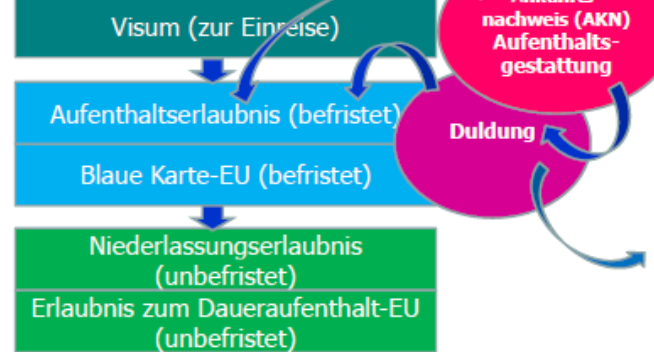 Visum (zur Einreise)
nachweis (AKN)
Aufenthalts-
gestattung
Aufenthaltserlaubnis (befristet)
Duldung
Blaue Karte-EU (befristet)
Niederlassungserlaubnis
(unbefristet)
Erlaubnis zum Daueraufenthalt-EU
(unbefristet)